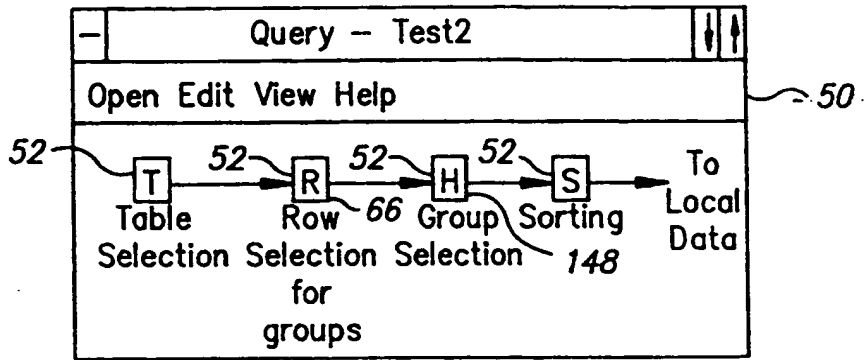 Query - Test2
Open Edit View Help
50
52 52 52 52
T R H S To Local Data
66 148
Table Selection
Row Selection for groups
Group Selection
Sorting